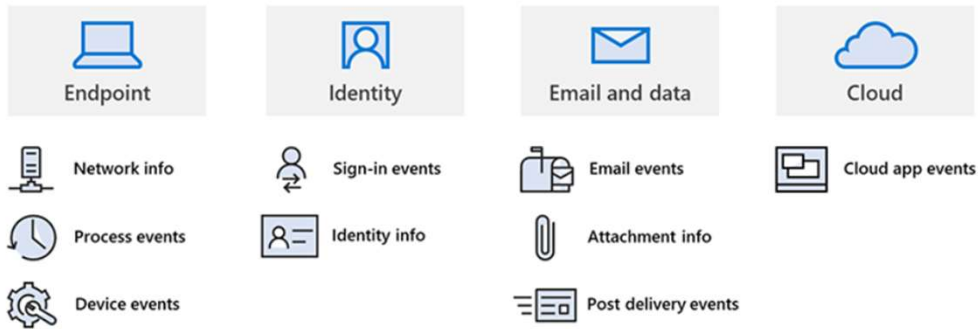 Endpoint
Identity
Email and data
Cloud
Network info
Sign-in events
Email events
Cloud app events
Process events
Identity info
Attachment info
Device events
Post delivery events